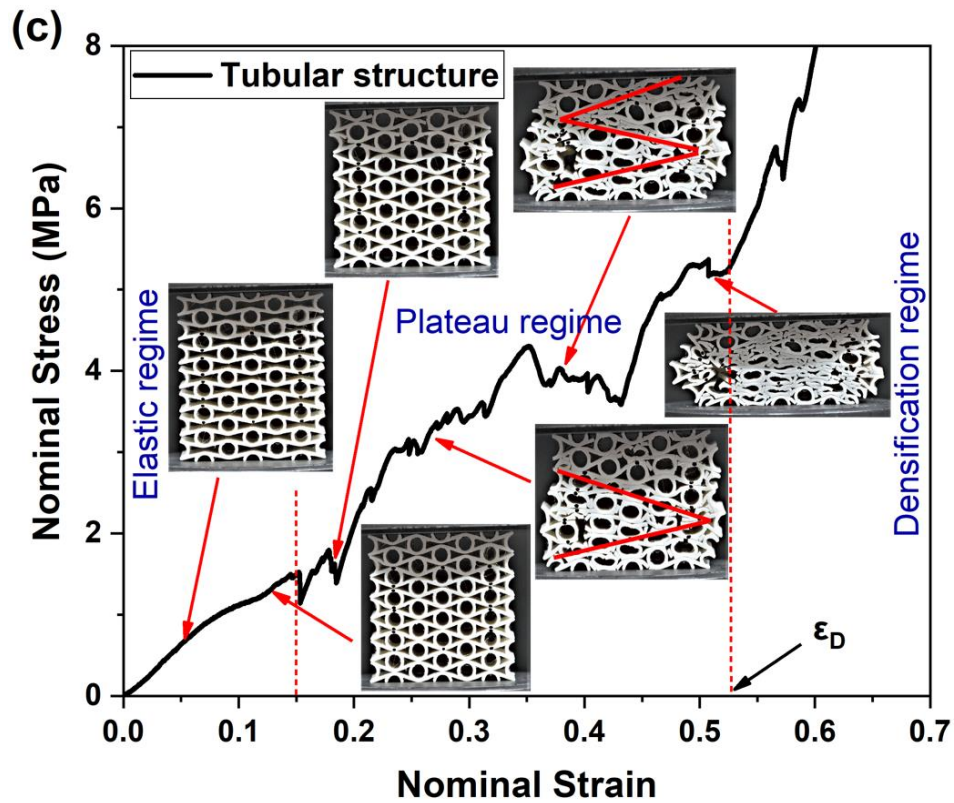 (c)
Tubular structure
Nominal Stress (MPa)
8
6
4
2
0
Elastic regime
Plateau regime
Densification regime
ε_D
0.0 0.1 0.2 0.3 0.4 0.5 0.6 0.7
Nominal Strain